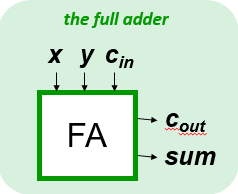 the full adder
x y cin
FA
cout
sum